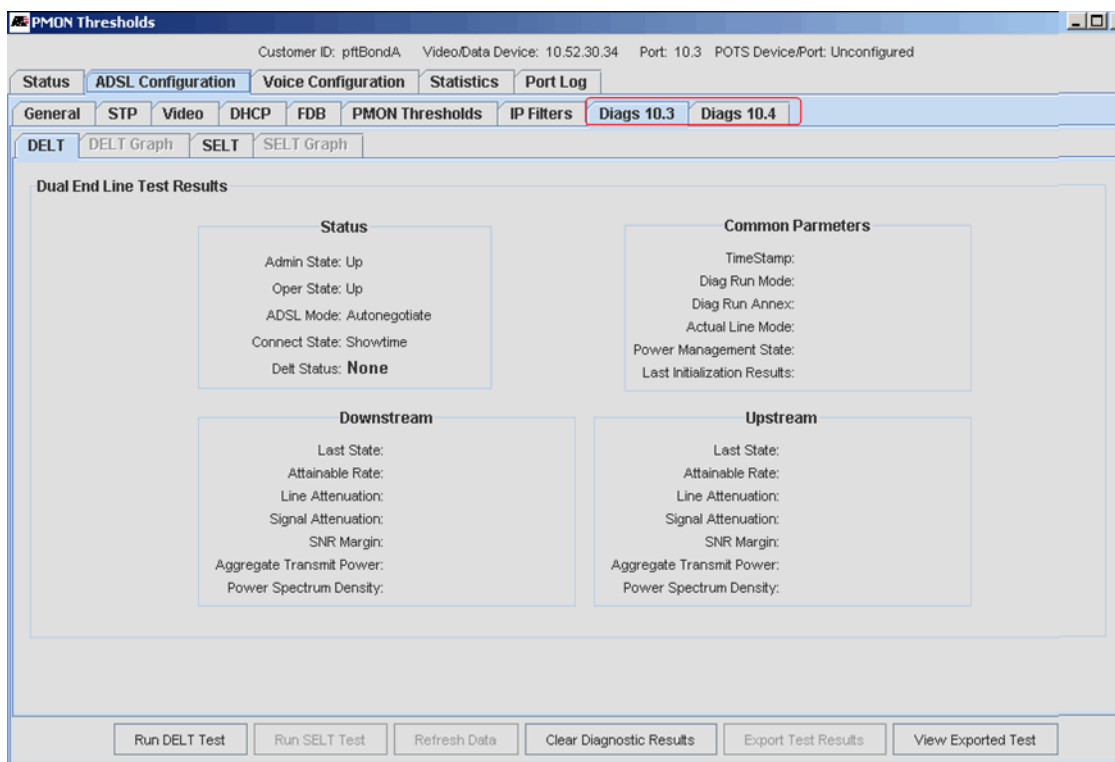 PMON Thresholds
Customer ID: pftBondA Video/Data Device: 10.52.30.34 Port: 10.3 POTS Device/Port: Unconfigured
Status ADSL Configuration Voice Configuration Statistics Port Log
General STP Video DHCP FDB PMON Thresholds IP Filters Diags 10.3 Diags 10.4
DELT DELT Graph SELT SELT Graph
Dual End Line Test Results
Status
Admin State: Up
Oper State: Up
ADSL Mode: Autonegotiate
Connect State: Showtime
Delt Status: None
Common Parmeters
TimeStamp:
Diag Run Mode:
Diag Run Annex:
Actual Line Mode:
Power Management State:
Last Initialization Results:
Downstream
Last State:
Attainable Rate:
Line Attenuation:
Signal Attenuation:
SNR Margin:
Aggregate Transmit Power:
Power Spectrum Density:
Upstream
Last State:
Attainable Rate:
Line Attenuation:
Signal Attenuation:
SNR Margin:
Aggregate Transmit Power:
Power Spectrum Density:
Run DELT Test Run SELT Test Refresh Data Clear Diagnostic Results Export Test Results View Exported Test